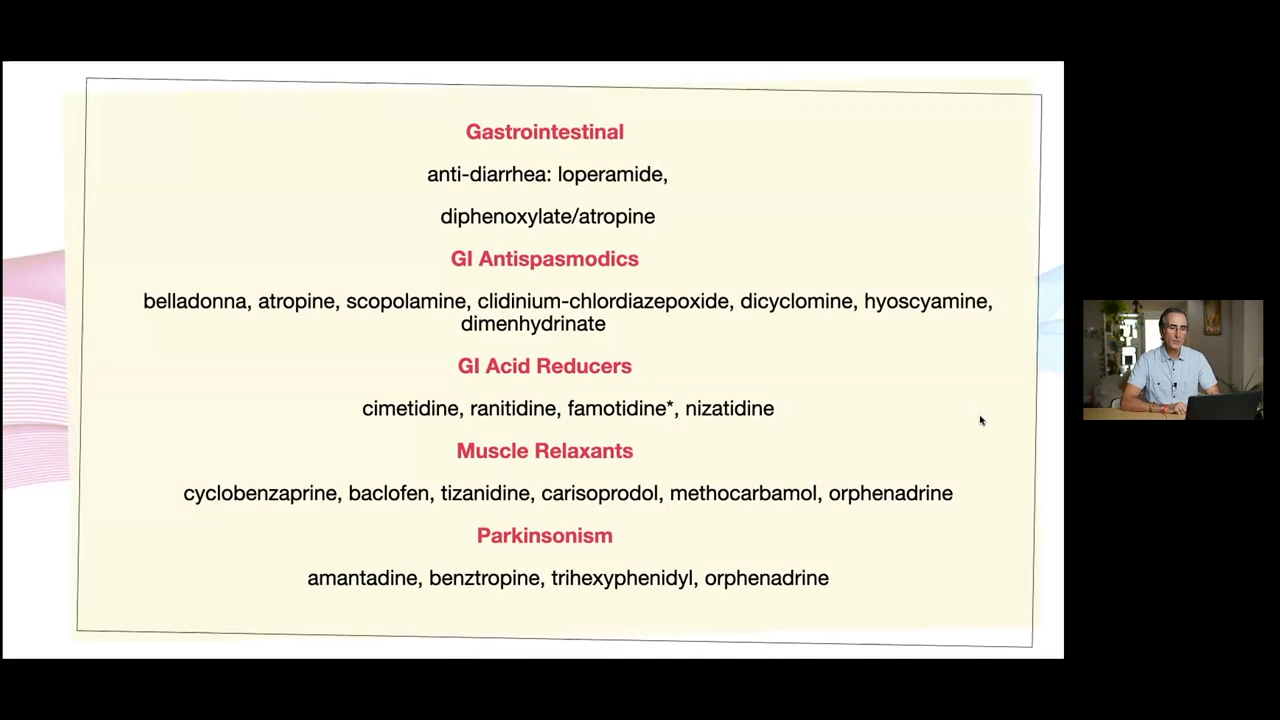 Gastrointestinal
anti-diarrhea: loperamide,
diphenoxylate/atropine
GI Antispasmodics
belladonna, atropine, scopolamine, clidinium-chlordiazepoxide, dicyclomine, hyoscyamine,
dimenhydrinate
GI Acid Reducers
cimetidine, ranitidine, famotidine*, nizatidine
Muscle Relaxants
cyclobenzaprine, baclofen, tizanidine, carisoprodol, methocarbamol, orphenadrine
Parkinsonism
amantadine, benztropine, trihexyphenidyl, orphenadrine